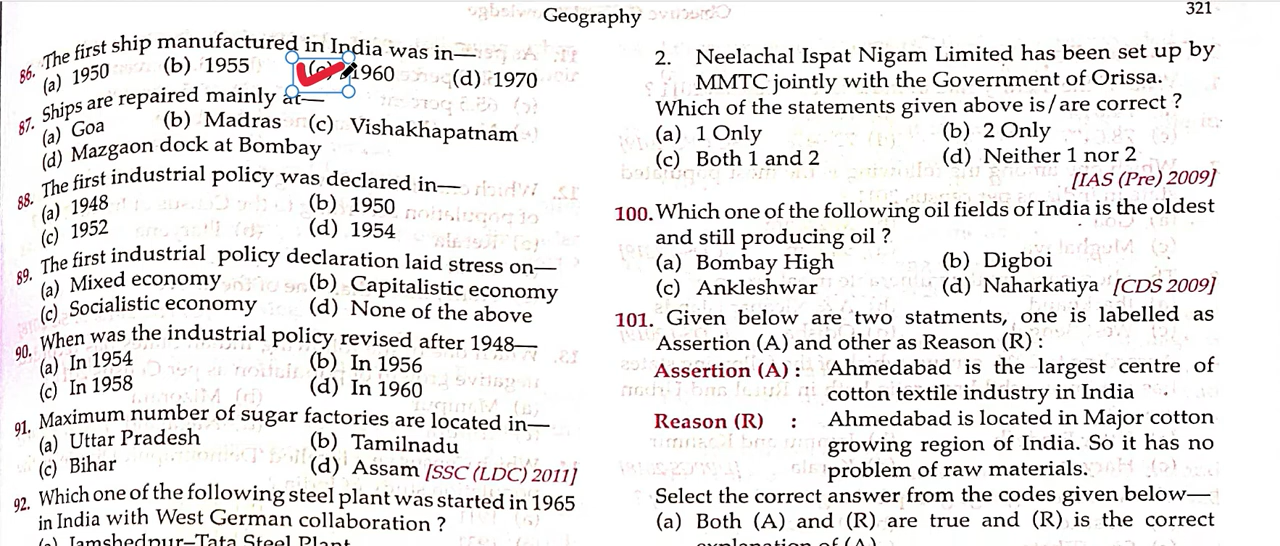 Geography
321
86. The first ship manufactured in India was in—
(a) 1950 (b) 1955 (c) 1960 (d) 1970
87. Ships are repaired mainly at—
(a) Goa (b) Madras (c) Vishakhapatnam
(d) Mazgaon dock at Bombay
88. The first industrial policy was declared in—
(a) 1948 (b) 1950
(c) 1952 (d) 1954
89. The first industrial policy declaration laid stress on—
(a) Mixed economy (b) Capitalistic economy
(c) Socialistic economy (d) None of the above
90. When was the industrial policy revised after 1948—
(a) In 1954 (b) In 1956
(c) In 1958 (d) In 1960
91. Maximum number of sugar factories are located in—
(a) Uttar Pradesh (b) Tamilnadu
(c) Bihar (d) Assam [SSC (LDC) 2011]
92. Which one of the following steel plant was started in 1965
in India with West German collaboration ?
(a) Jamshedpur–Tata Steel Plant
2. Neelachal Ispat Nigam Limited has been set up by
MMTC jointly with the Government of Orissa.
Which of the statements given above is/are correct ?
(a) 1 Only (b) 2 Only
(c) Both 1 and 2 (d) Neither 1 nor 2
[IAS (Pre) 2009]
100. Which one of the following oil fields of India is the oldest
and still producing oil ?
(a) Bombay High (b) Digboi
(c) Ankleshwar (d) Naharkatiya [CDS 2009]
101. Given below are two statments, one is labelled as
Assertion (A) and other as Reason (R) :
Assertion (A) : Ahmedabad is the largest centre of
cotton textile industry in India
Reason (R) : Ahmedabad is located in Major cotton
growing region of India. So it has no
problem of raw materials.
Select the correct answer from the codes given below—
(a) Both (A) and (R) are true and (R) is the correct
explanation of (A)